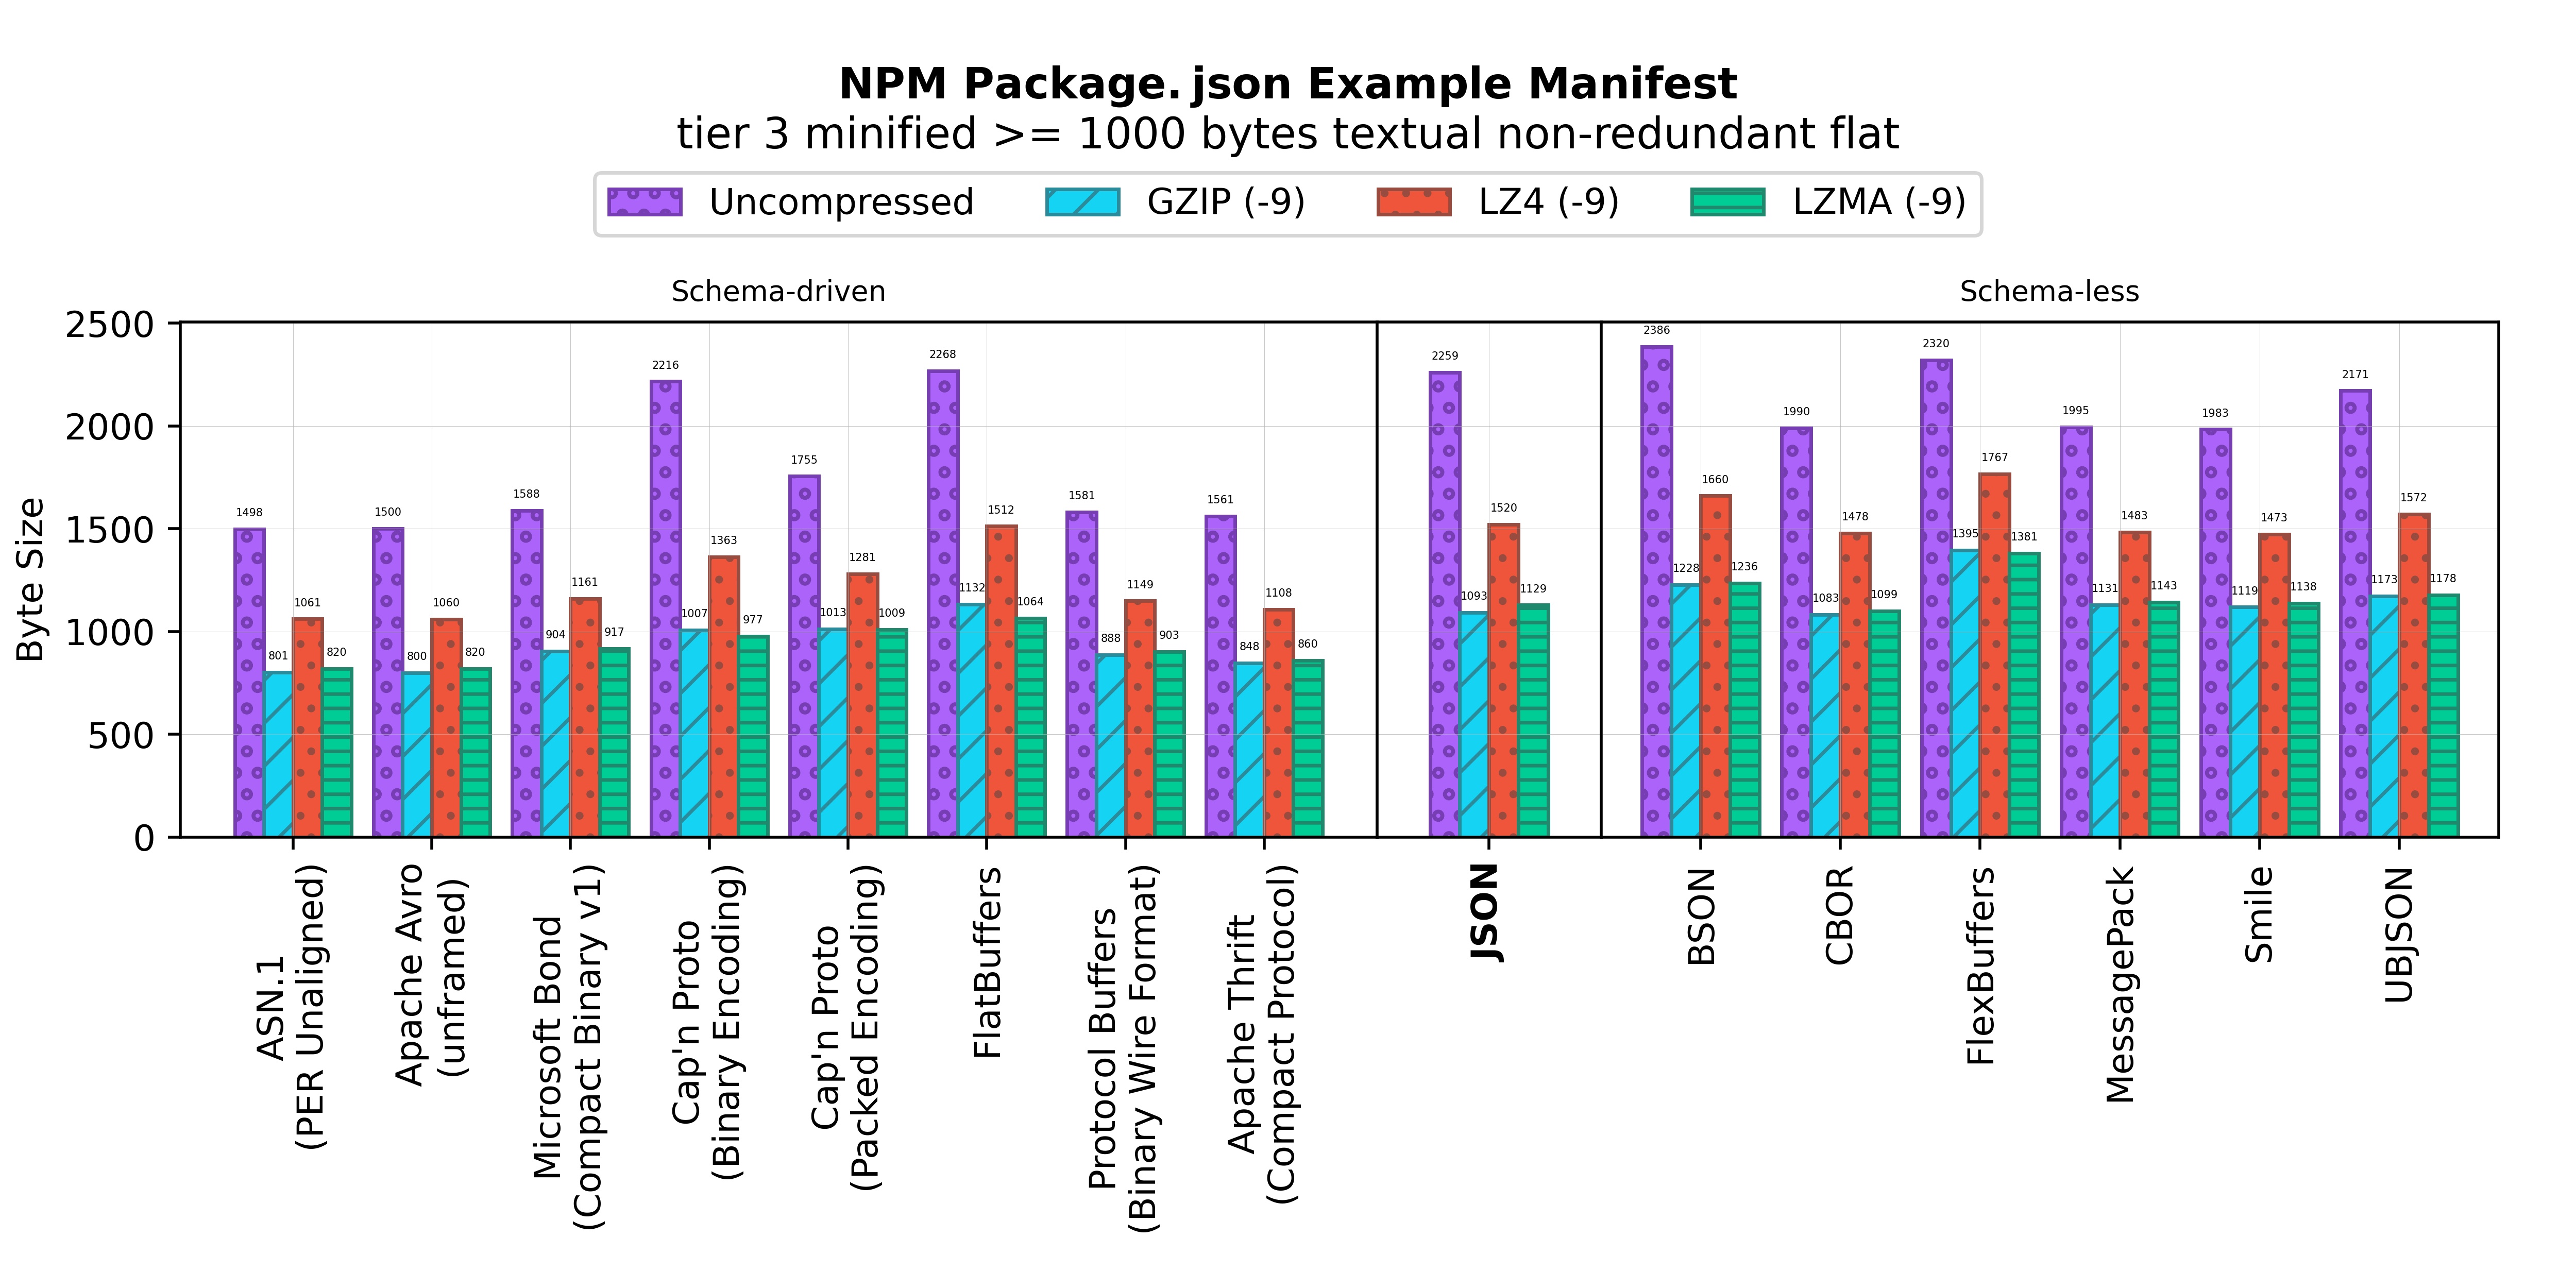 NPM Package.json Example Manifest
tier 3 minified >= 1000 bytes textual non-redundant flat
Uncompressed
GZIP (-9)
LZ4 (-9)
LZMA (-9)
Schema-driven
Schema-less
Byte Size
2500
2000
1500
1000
500
0
1498
801
1061
820
1500
800
1060
820
1588
904
1161
917
2216
1007
1363
977
1755
1013
1281
1009
2268
1132
1512
1064
1581
888
1149
903
1561
848
1108
860
2259
1093
1520
1129
2386
1228
1660
1236
1990
1083
1478
1099
2320
1395
1767
1381
1995
1131
1483
1143
1983
1119
1473
1138
2171
1173
1572
1178
ASN.1
(PER Unaligned)
Apache Avro
(unframed)
Microsoft Bond
(Compact Binary v1)
Cap'n Proto
(Binary Encoding)
Cap'n Proto
(Packed Encoding)
FlatBuffers
Protocol Buffers
(Binary Wire Format)
Apache Thrift
(Compact Protocol)
JSON
BSON
CBOR
FlexBuffers
MessagePack
Smile
UBJSON